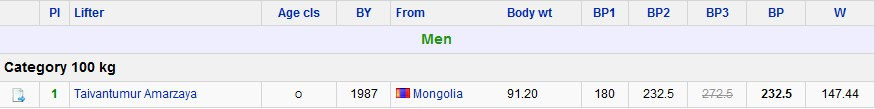 Pl Lifter Age cls BY From Body wt BP1 BP2 BP3 BP W
Men
Category 100 kg
1 Taivantumur Amarzaya o 1987 Mongolia 91.20 180 232.5 272.5 232.5 147.44